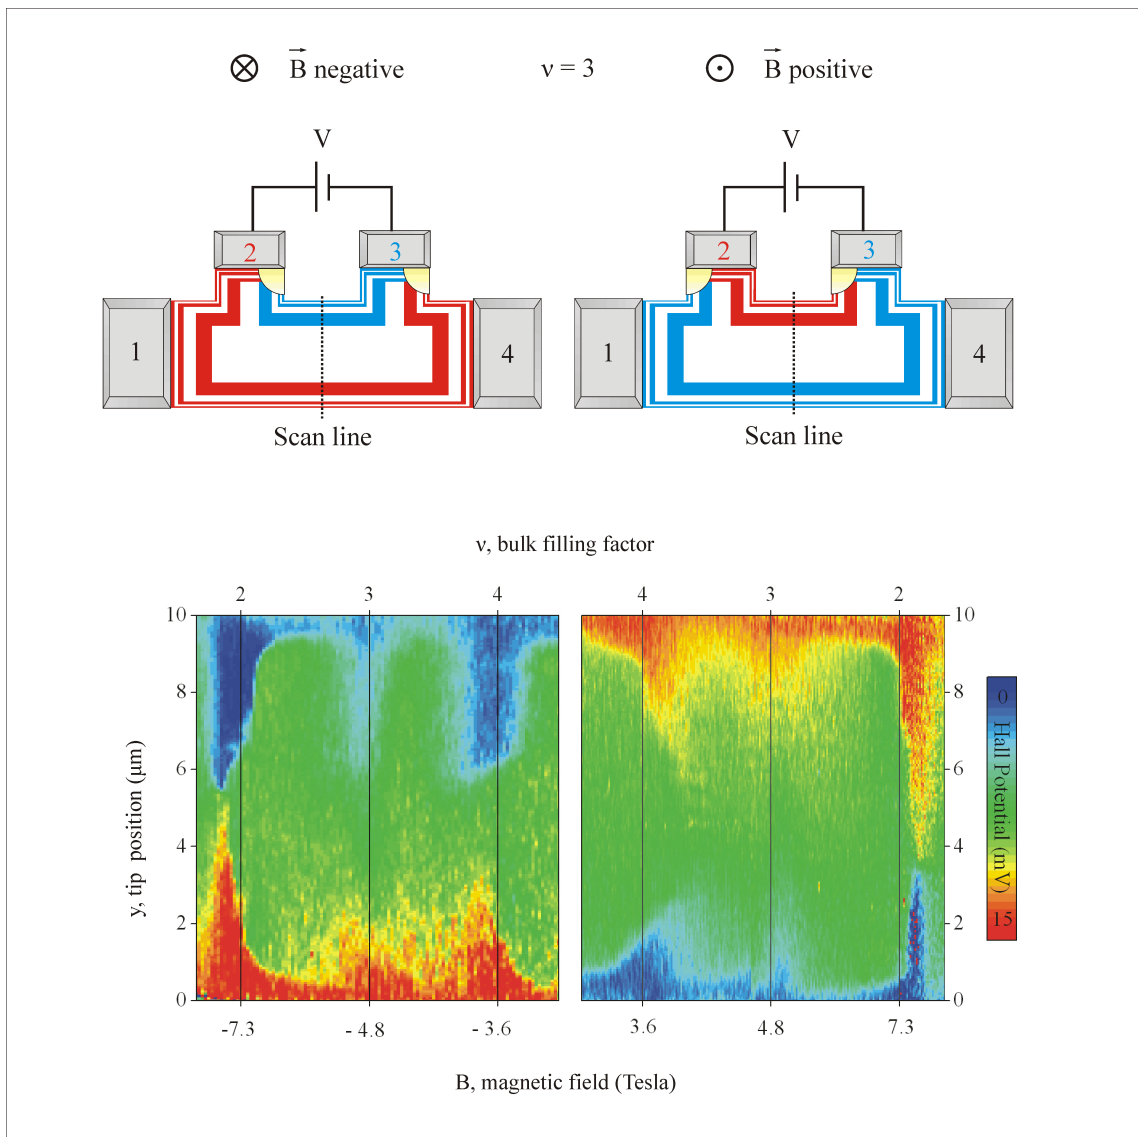 B negative
ν = 3
B positive
V
V
2
3
2
3
1
4
1
4
Scan line
Scan line
ν, bulk filling factor
2
3
4
4
3
2
10
8
6
4
2
0
10
8
6
4
2
0
y, tip position (μm)
0 Hall Potential (mV) 15
-7.3
- 4.8
- 3.6
3.6
4.8
7.3
B, magnetic field (Tesla)